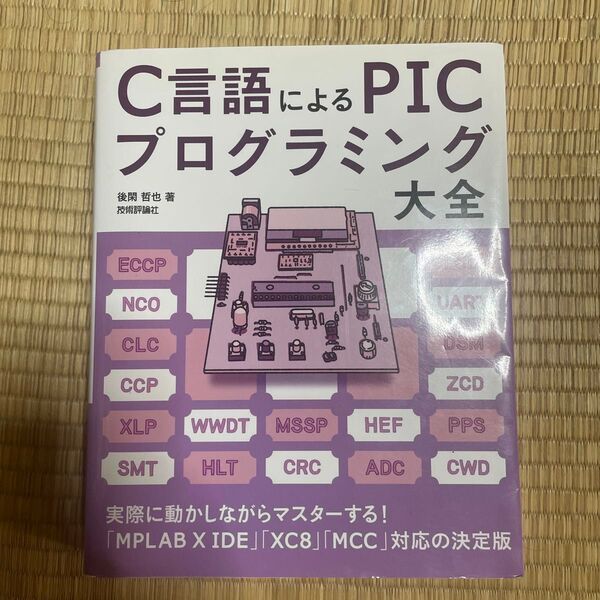 C言語によるPIC
プログラミング
大全
後閑 哲也 著
技術評論社
ECCP
NCO
UART
CLC
DSM
CCP
ZCD
XLP WWDT MSSP HEF PPS
SMT HLT CRC ADC CWD
実際に動かしながらマスターする!
「MPLAB X IDE」「XC8」「MCC」対応の決定版